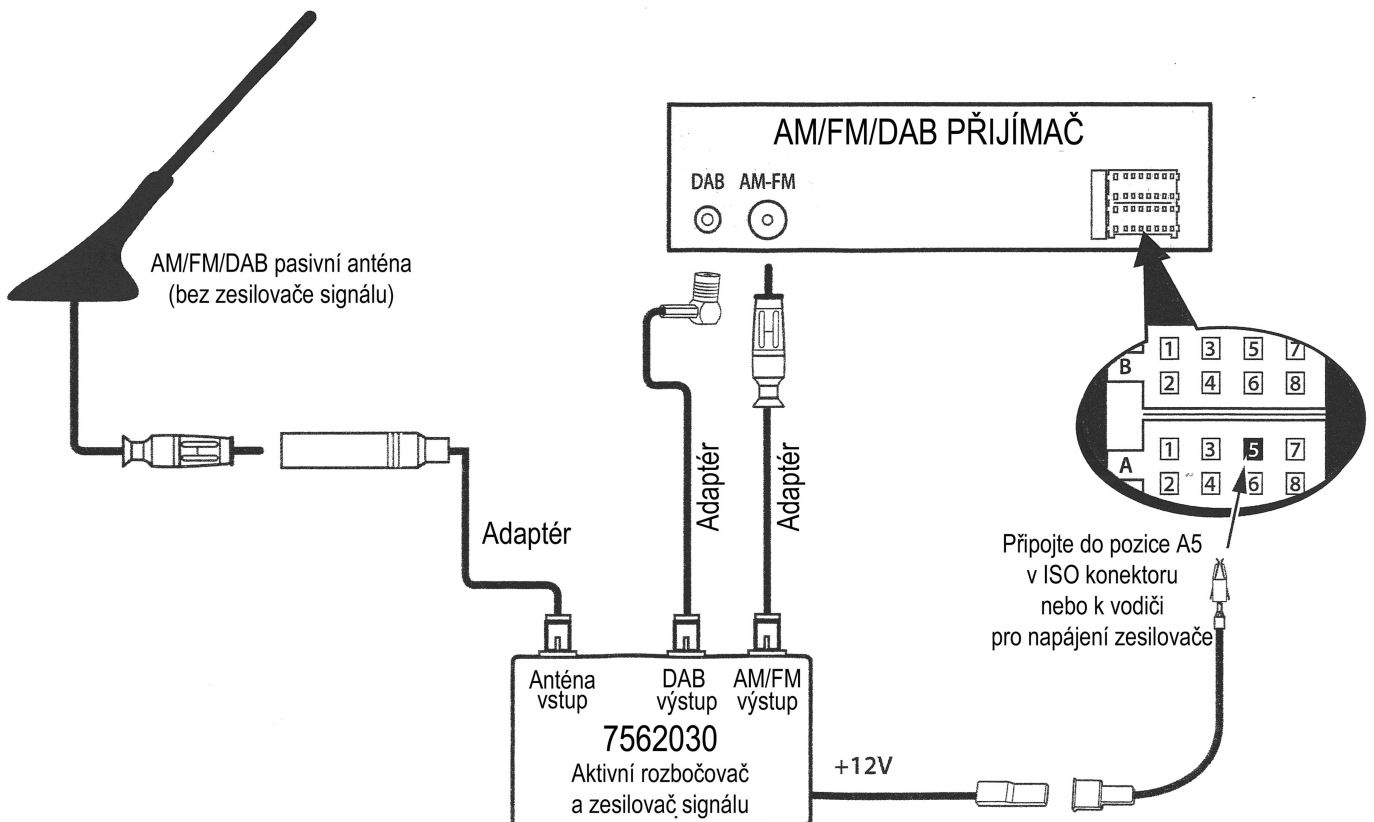 AM/FM/DAB PŘIJÍMAČ
DAB AM-FM
AM/FM/DAB pasivní anténa
(bez zesilovače signálu)
B
1 3 5 7
2 4 6 8
A
1 3 5 7
2 4 6 8
Adaptér
Adaptér
Adaptér
Připojte do pozice A5
v ISO konektoru
nebo k vodiči
pro napájení zesilovače
Anténa
vstup
DAB
výstup
AM/FM
výstup
7562030
Aktivní rozbočovač
a zesilovač signálu
+12V